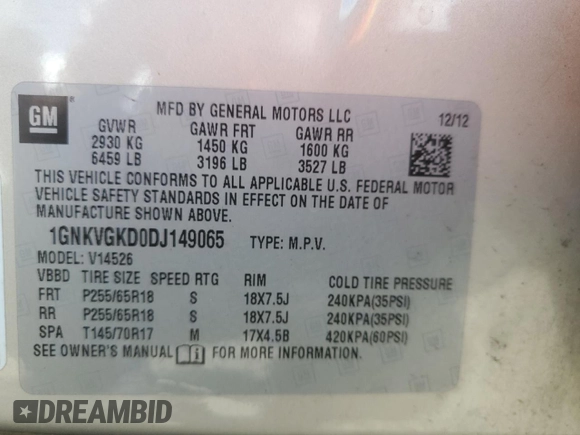 GM ®
MFD BY GENERAL MOTORS LLC
12/12
GVWR GAWR FRT GAWR RR
2930 KG 1450 KG 1600 KG
6459 LB 3196 LB 3527 LB
THIS VEHICLE CONFORMS TO ALL APPLICABLE U.S. FEDERAL MOTOR
VEHICLE SAFETY STANDARDS IN EFFECT ON THE DATE OF
MANUFACTURE SHOWN ABOVE.
1GNKVGKD0DJ149065 TYPE: M.P.V.
MODEL: V14526
VBBD TIRE SIZE SPEED RTG RIM COLD TIRE PRESSURE
FRT P255/65R18 S 18X7.5J 240KPA(35PSI)
RR P255/65R18 S 18X7.5J 240KPA(35PSI)
SPA T145/70R17 M 17X4.5B 420KPA(60PSI)
SEE OWNER'S MANUAL FOR MORE INFORMATION.
DREAMBID